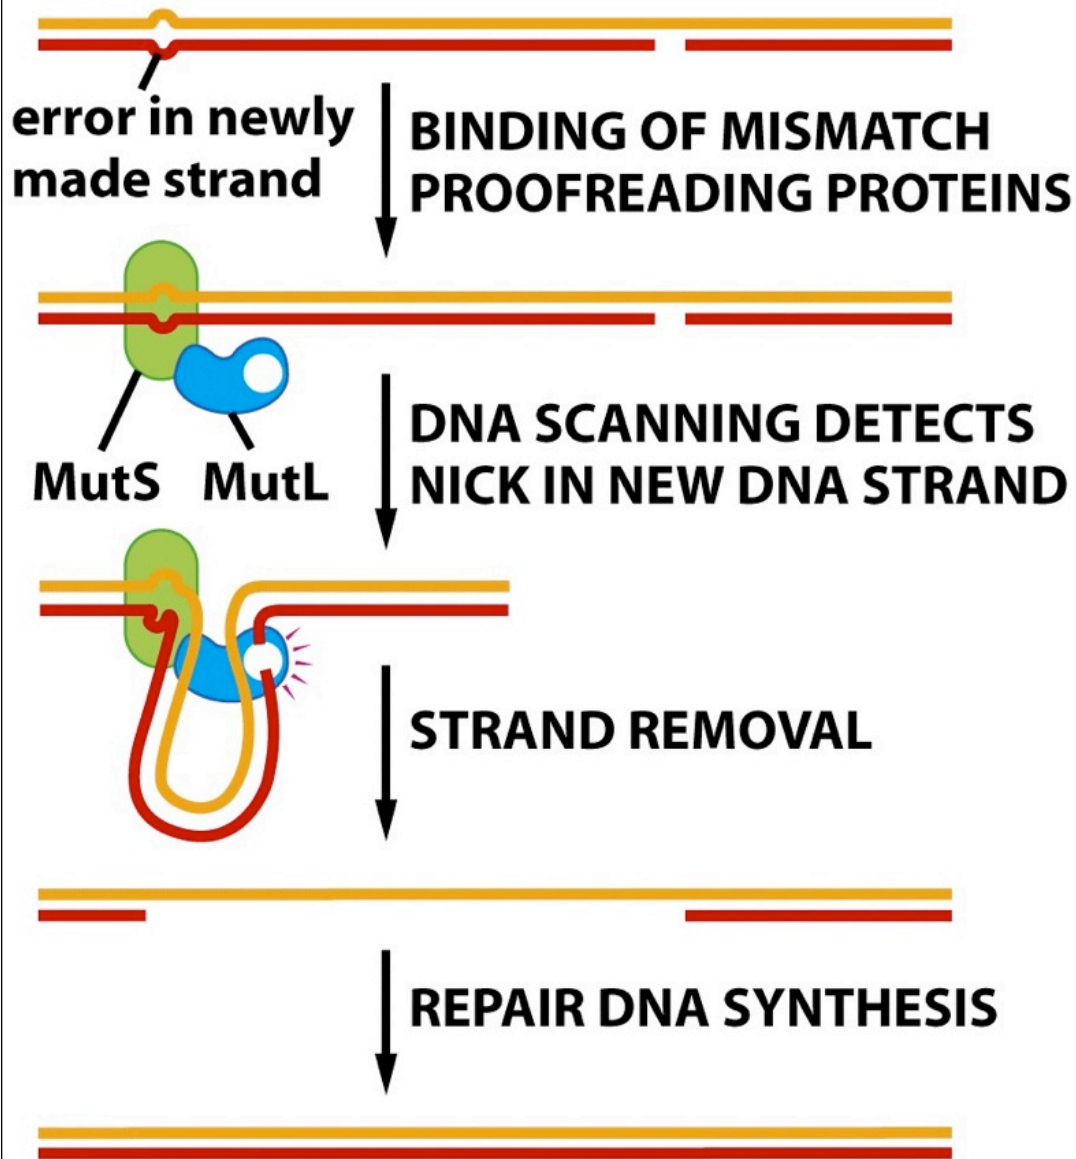 error in newly
made strand
BINDING OF MISMATCH
PROOFREADING PROTEINS
MutS MutL
DNA SCANNING DETECTS
NICK IN NEW DNA STRAND
STRAND REMOVAL
REPAIR DNA SYNTHESIS